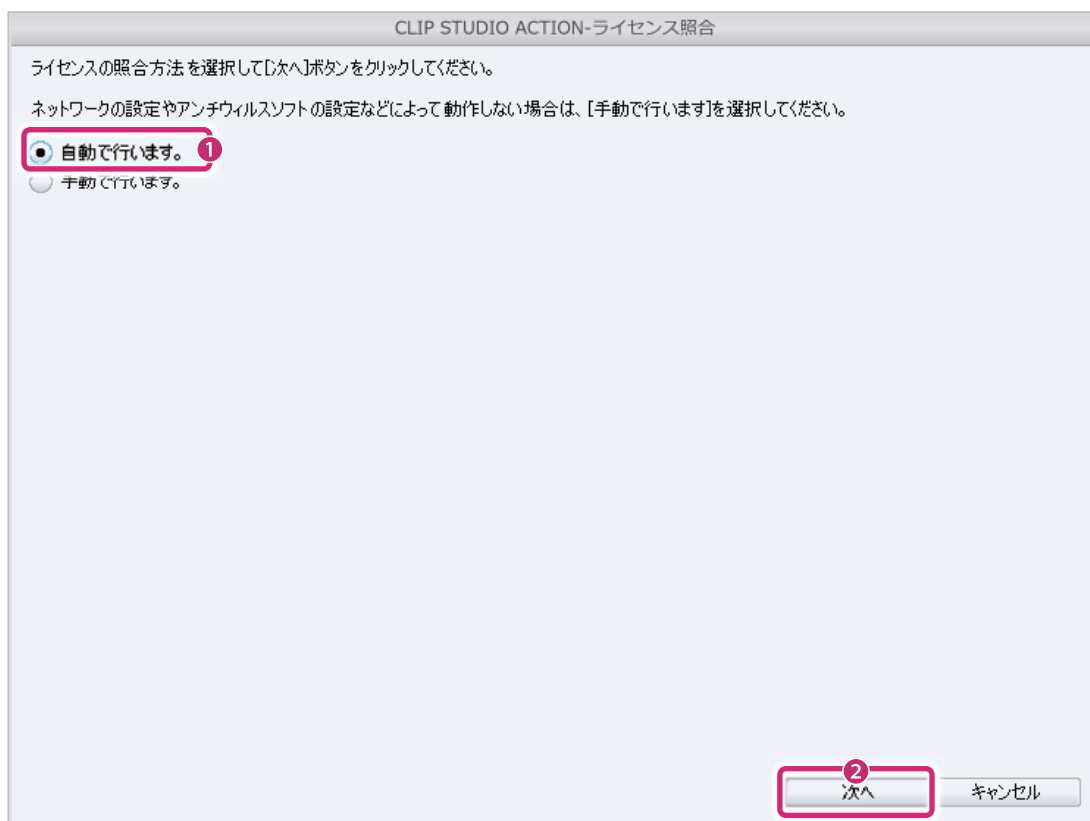 CLIP STUDIO ACTION-ライセンス照合
ライセンスの照合方法を選択して[次へ]ボタンをクリックしてください。
ネットワークの設定やアンチウィルスソフトの設定などによって動作しない場合は、[手動で行います]を選択してください。
自動で行います。 1
手動で行います。
2
次へ キャンセル